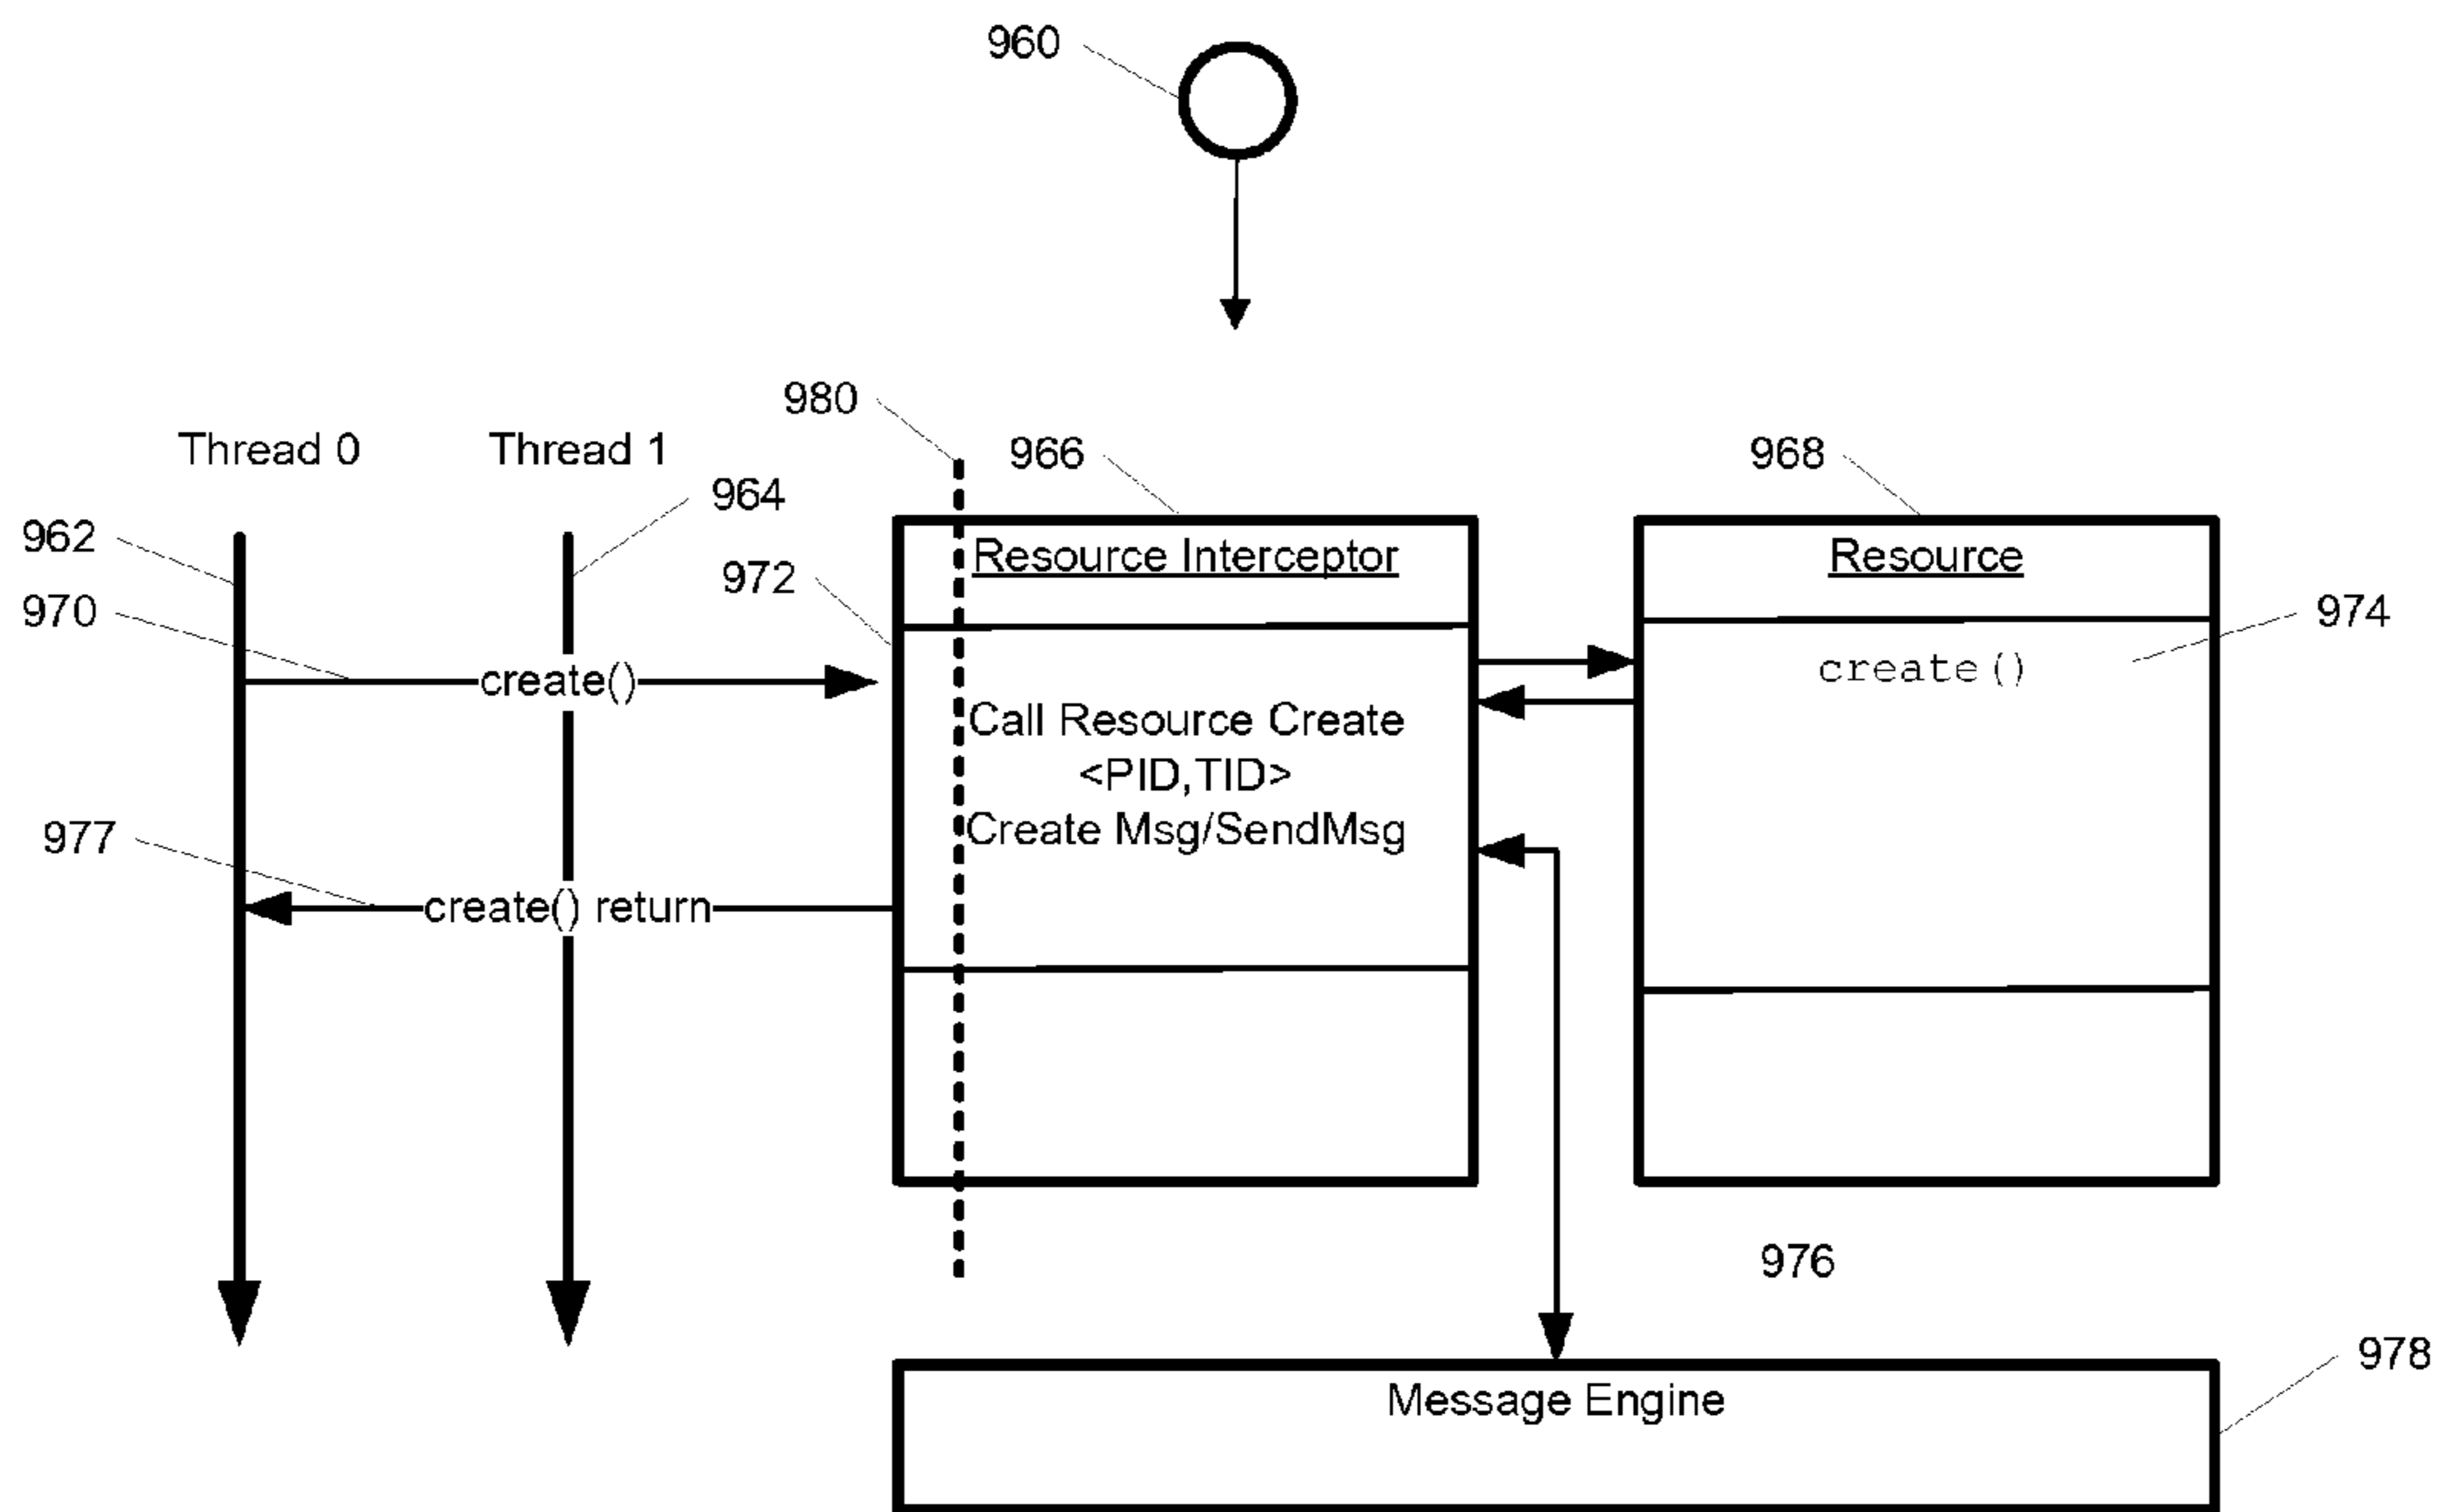 960
980
Thread 0
Thread 1
966
968
964
962
Resource Interceptor
Resource
972
970
974
create()
create()
Call Resource Create
<PID,TID>
Create Msg/SendMsg
977
create() return
976
978
Message Engine